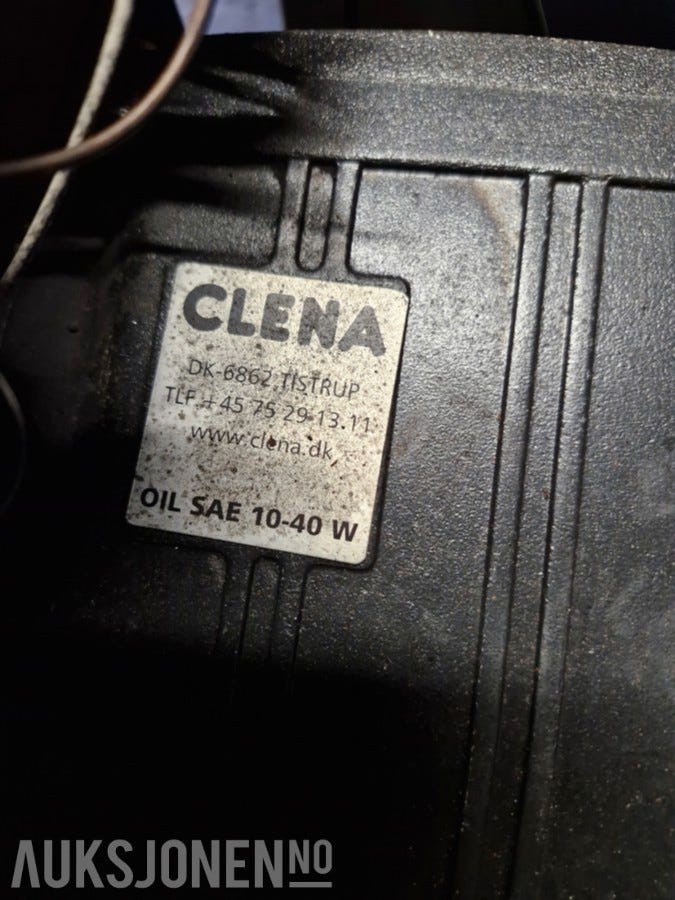 CLENA
DK-6862 TISTRUP
TLF + 45 75 29 13 11
www.clena.dk
OIL SAE 10-40 W
AUKSJONEN NO